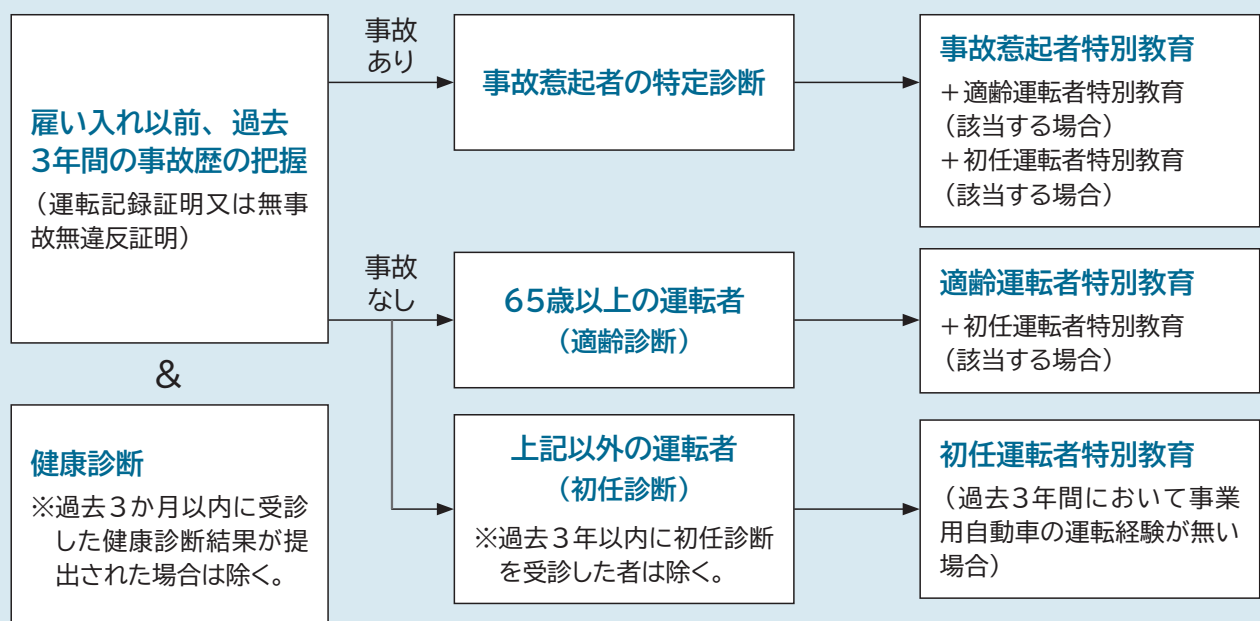 雇い入れ以前、過去
3年間の事故歴の把握
（運転記録証明又は無事
故無違反証明）
&
健康診断
※過去３か月以内に受診
した健康診断結果が提
出された場合は除く。
事故
あり
事故惹起者の特定診断
事故惹起者特別教育
＋適齢運転者特別教育
（該当する場合）
＋初任運転者特別教育
（該当する場合）
事故
なし
65歳以上の運転者
（適齢診断）
適齢運転者特別教育
＋初任運転者特別教育
（該当する場合）
上記以外の運転者
（初任診断）
※過去３年以内に初任診断
を受診した者は除く。
初任運転者特別教育
（過去3年間において事業
用自動車の運転経験が無い
場合）